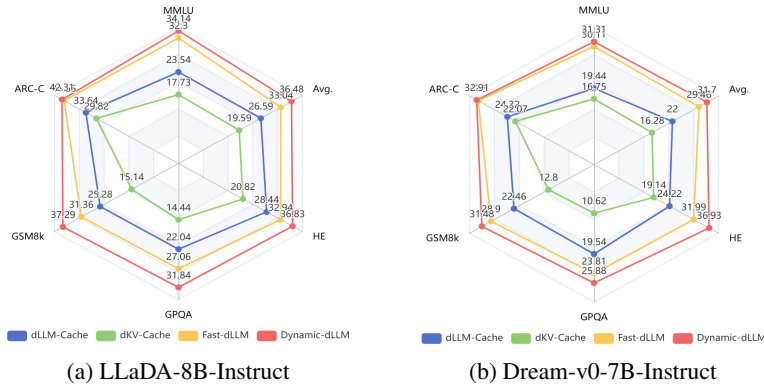 MMLU
34.14
32.3
23.54
17.73
ARC-C
42.31
33.64
29.82
Avg.
36.48
33.04
26.59
19.59
15.14
25.28
31.36
37.29
GSM8k
20.82
28.44
32.94
36.83
HE
14.44
22.04
27.06
31.84
GPQA
dLLM-Cache dKV-Cache Fast-dLLM Dynamic-dLLM
(a) LLaDA-8B-Instruct
MMLU
31.31
30.11
19.44
16.75
ARC-C
32.91
24.32
22.07
Avg.
31.7
29.46
22
16.28
12.8
22.46
28.9
31.48
GSM8k
19.14
24.22
31.99
36.93
HE
10.62
19.54
23.81
25.88
GPQA
dLLM-Cache dKV-Cache Fast-dLLM Dynamic-dLLM
(b) Dream-v0-7B-Instruct